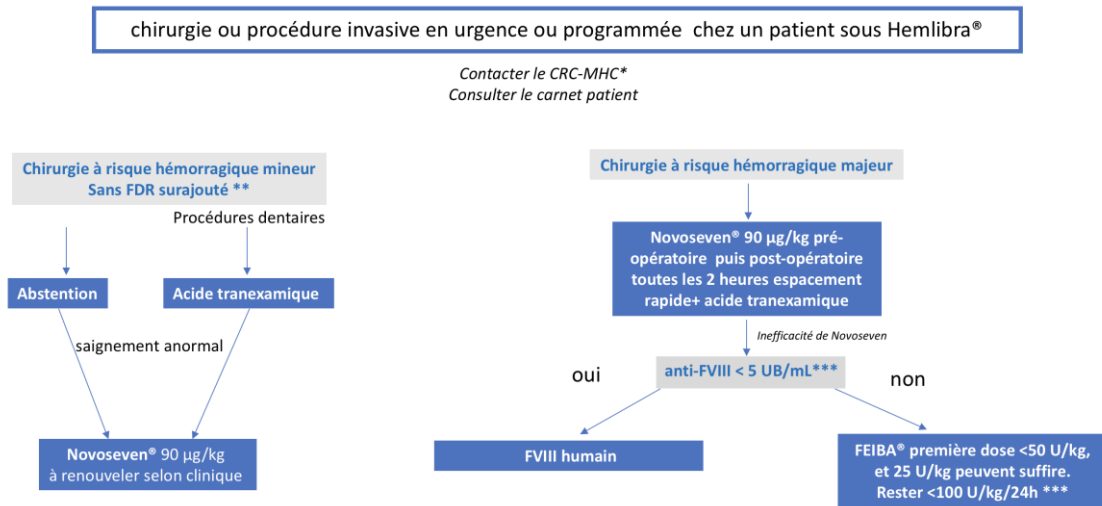 chirurgie ou procédure invasive en urgence ou programmée chez un patient sous Hemlibra®
Contacter le CRC-MHC*
Consulter le carnet patient
Chirurgie à risque hémorragique mineur
Sans FDR surajouté **
Procédures dentaires
Abstention
Acide tranexamique
saignement anormal
Novoseven® 90 µg/kg
à renouveler selon clinique
Chirurgie à risque hémorragique majeur
Novoseven® 90 µg/kg pré-
opératoire puis post-opératoire
toutes les 2 heures espacement
rapide+ acide tranexamique
Inefficacité de Novoseven
anti-FVIII < 5 UB/mL***
oui
non
FVIII humain
FEIBA® première dose <50 U/kg,
et 25 U/kg peuvent suffire.
Rester <100 U/kg/24h ***